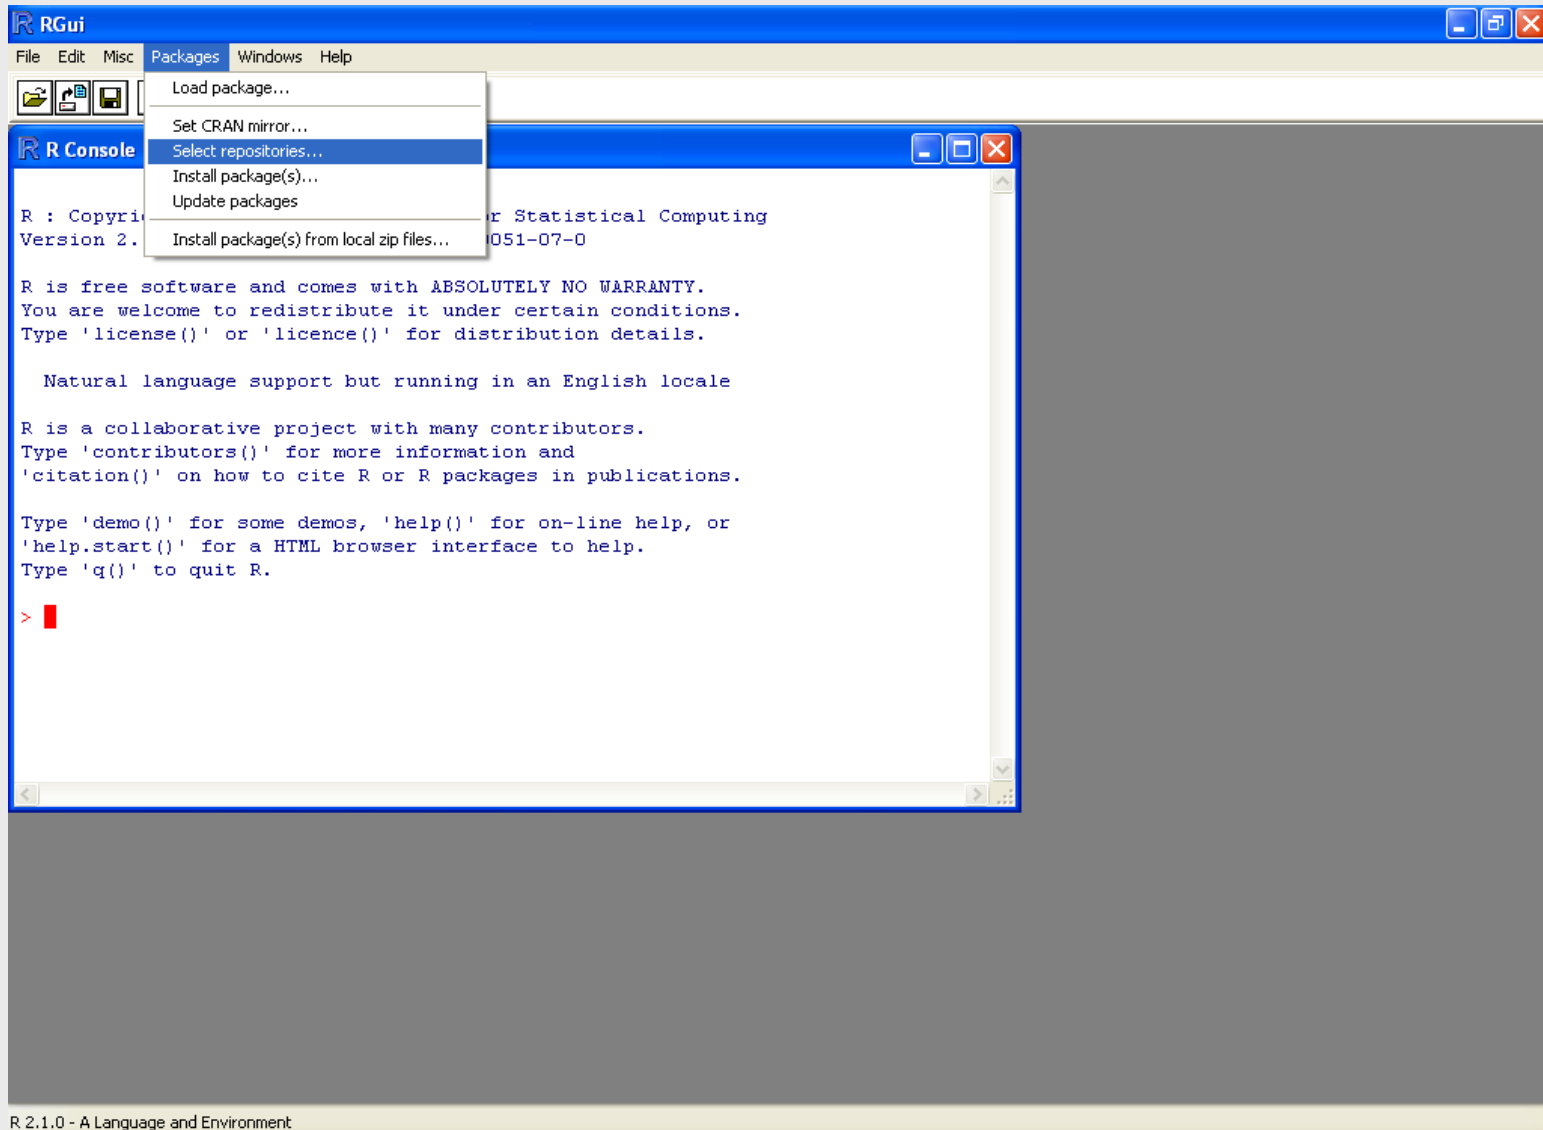 RGui
File Edit Misc Packages Windows Help
Load package...
Set CRAN mirror...
Select repositories...
Install package(s)...
Update packages
Install package(s) from local zip files...
R Console
R : Copyri r Statistical Computing
Version 2. 051-07-0
R is free software and comes with ABSOLUTELY NO WARRANTY.
You are welcome to redistribute it under certain conditions.
Type 'license()' or 'licence()' for distribution details.
Natural language support but running in an English locale
R is a collaborative project with many contributors.
Type 'contributors()' for more information and
'citation()' on how to cite R or R packages in publications.
Type 'demo()' for some demos, 'help()' for on-line help, or
'help.start()' for a HTML browser interface to help.
Type 'q()' to quit R.
>
R 2.1.0 - A Language and Environment